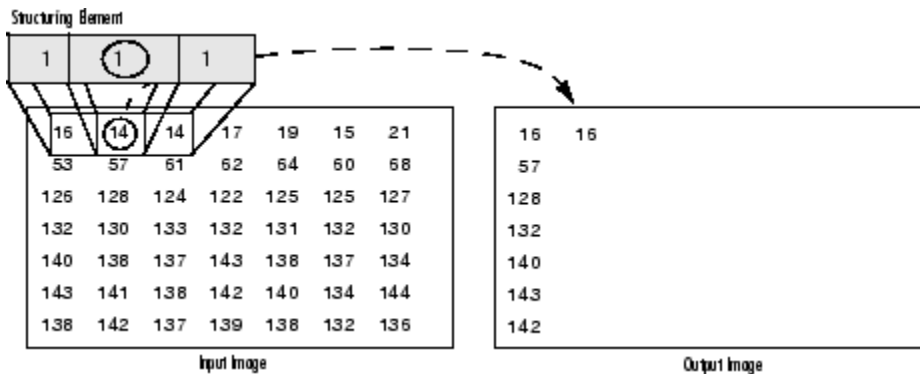 Structuring Element
1 1 1
16 14 14 17 19 15 21
53 57 61 62 64 60 68
126 128 124 122 125 125 127
132 130 133 132 131 132 130
140 138 137 143 138 137 134
143 141 138 142 140 134 144
138 142 137 139 138 132 136
Input Image
16 16
57
128
132
140
143
142
Output Image